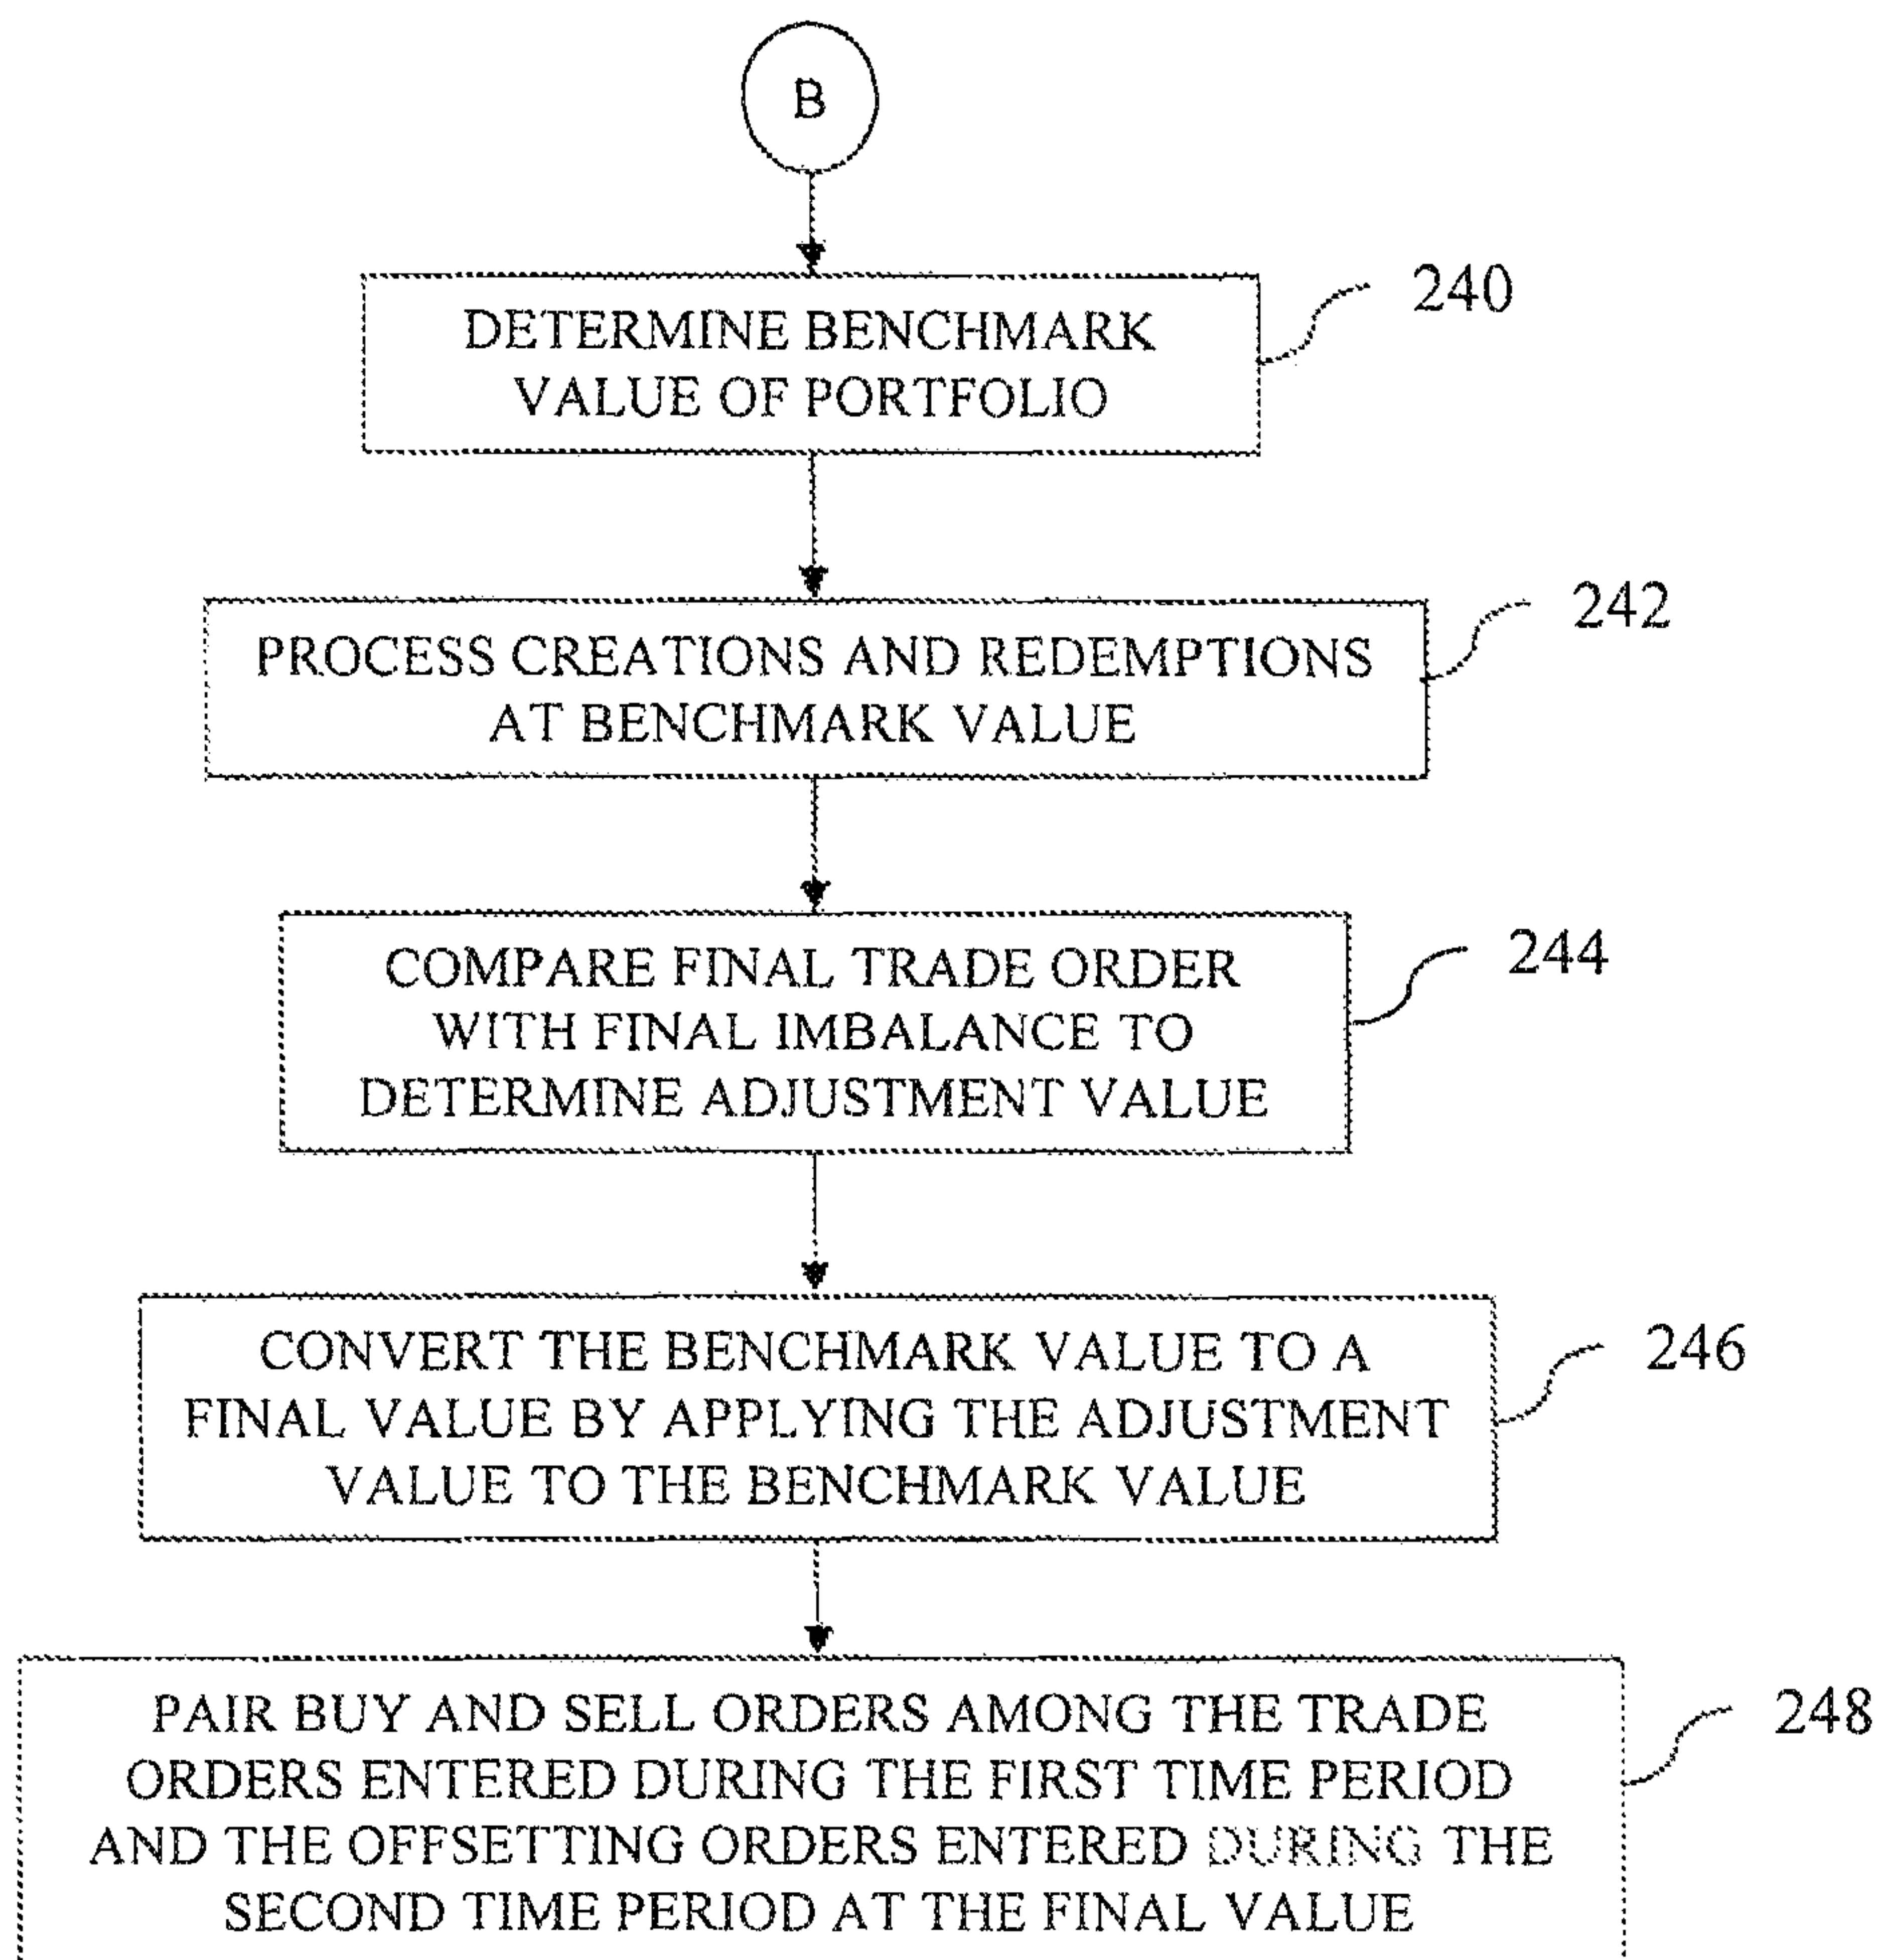 B
DETERMINE BENCHMARK
VALUE OF PORTFOLIO
240
PROCESS CREATIONS AND REDEMPTIONS
AT BENCHMARK VALUE
242
COMPARE FINAL TRADE ORDER
WITH FINAL IMBALANCE TO
DETERMINE ADJUSTMENT VALUE
244
CONVERT THE BENCHMARK VALUE TO A
FINAL VALUE BY APPLYING THE ADJUSTMENT
VALUE TO THE BENCHMARK VALUE
246
PAIR BUY AND SELL ORDERS AMONG THE TRADE
ORDERS ENTERED DURING THE FIRST TIME PERIOD
AND THE OFFSETTING ORDERS ENTERED DURING THE
SECOND TIME PERIOD AT THE FINAL VALUE
248